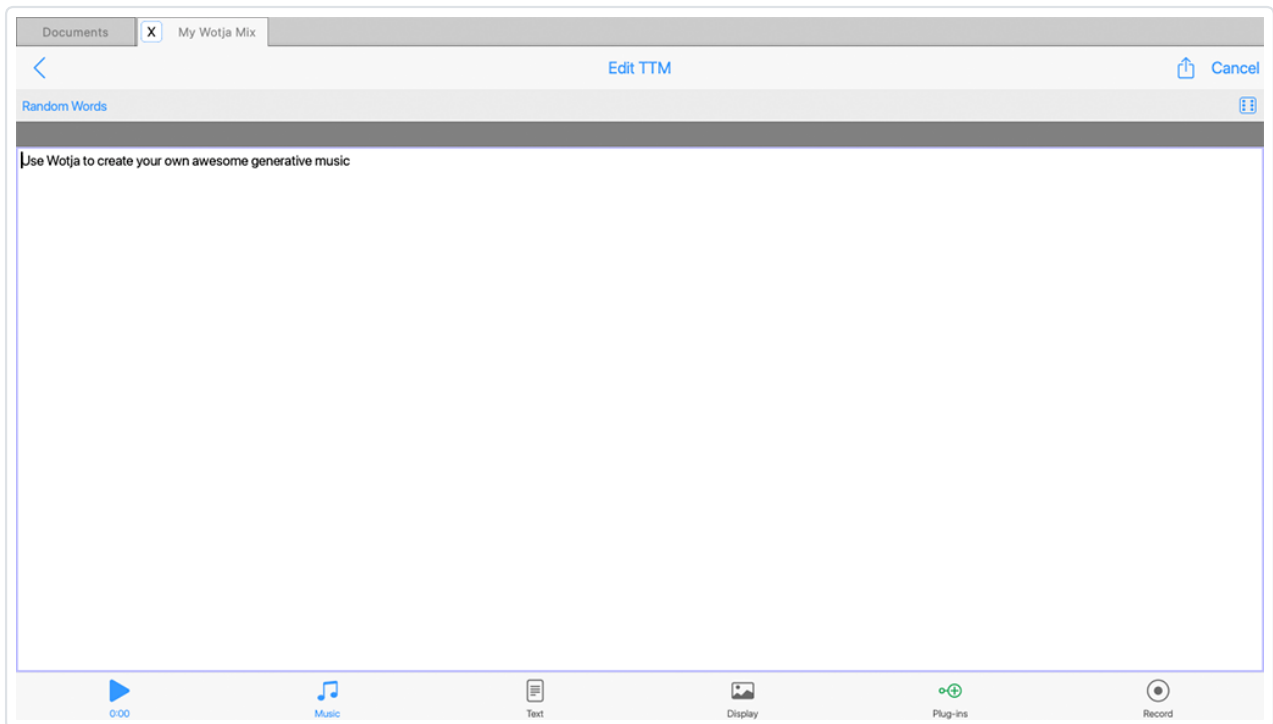 Documents
X My Wotja Mix
Edit TTM
Cancel
Random Words
Use Wotja to create your own awesome generative music
0:00
Music
Text
Display
Plug-ins
Record